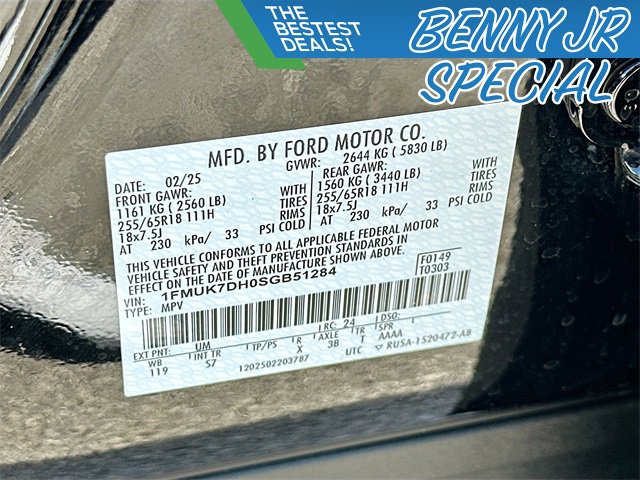 THE
BESTEST
DEALS!
BENNY JR
SPECIAL
MFD. BY FORD MOTOR CO.
DATE: 02/25 GVWR: 2644 KG ( 5830 LB)
FRONT GAWR: REAR GAWR:
1161 KG ( 2560 LB) WITH 1560 KG ( 3440 LB) WITH
255/65R18 111H TIRES 255/65R18 111H TIRES
18x7.5J RIMS 18x7.5J RIMS
AT 230 kPa/ 33 PSI COLD AT 230 kPa/ 33 PSI COLD
THIS VEHICLE CONFORMS TO ALL APPLICABLE FEDERAL MOTOR
VEHICLE SAFETY AND THEFT PREVENTION STANDARDS IN
EFFECT ON THE DATE OF MANUFACTURE SHOWN ABOVE.
VIN: 1FMUK7DH0SGB51284 F0149
TYPE: MPV T0303
EXT PNT: UM RC: 24 DSO:
WB INT TR TP/PS R AXLE TR SPR
119 S7 X 3B T AAAA
1202502203787 UTC RU5A-1520472-AB